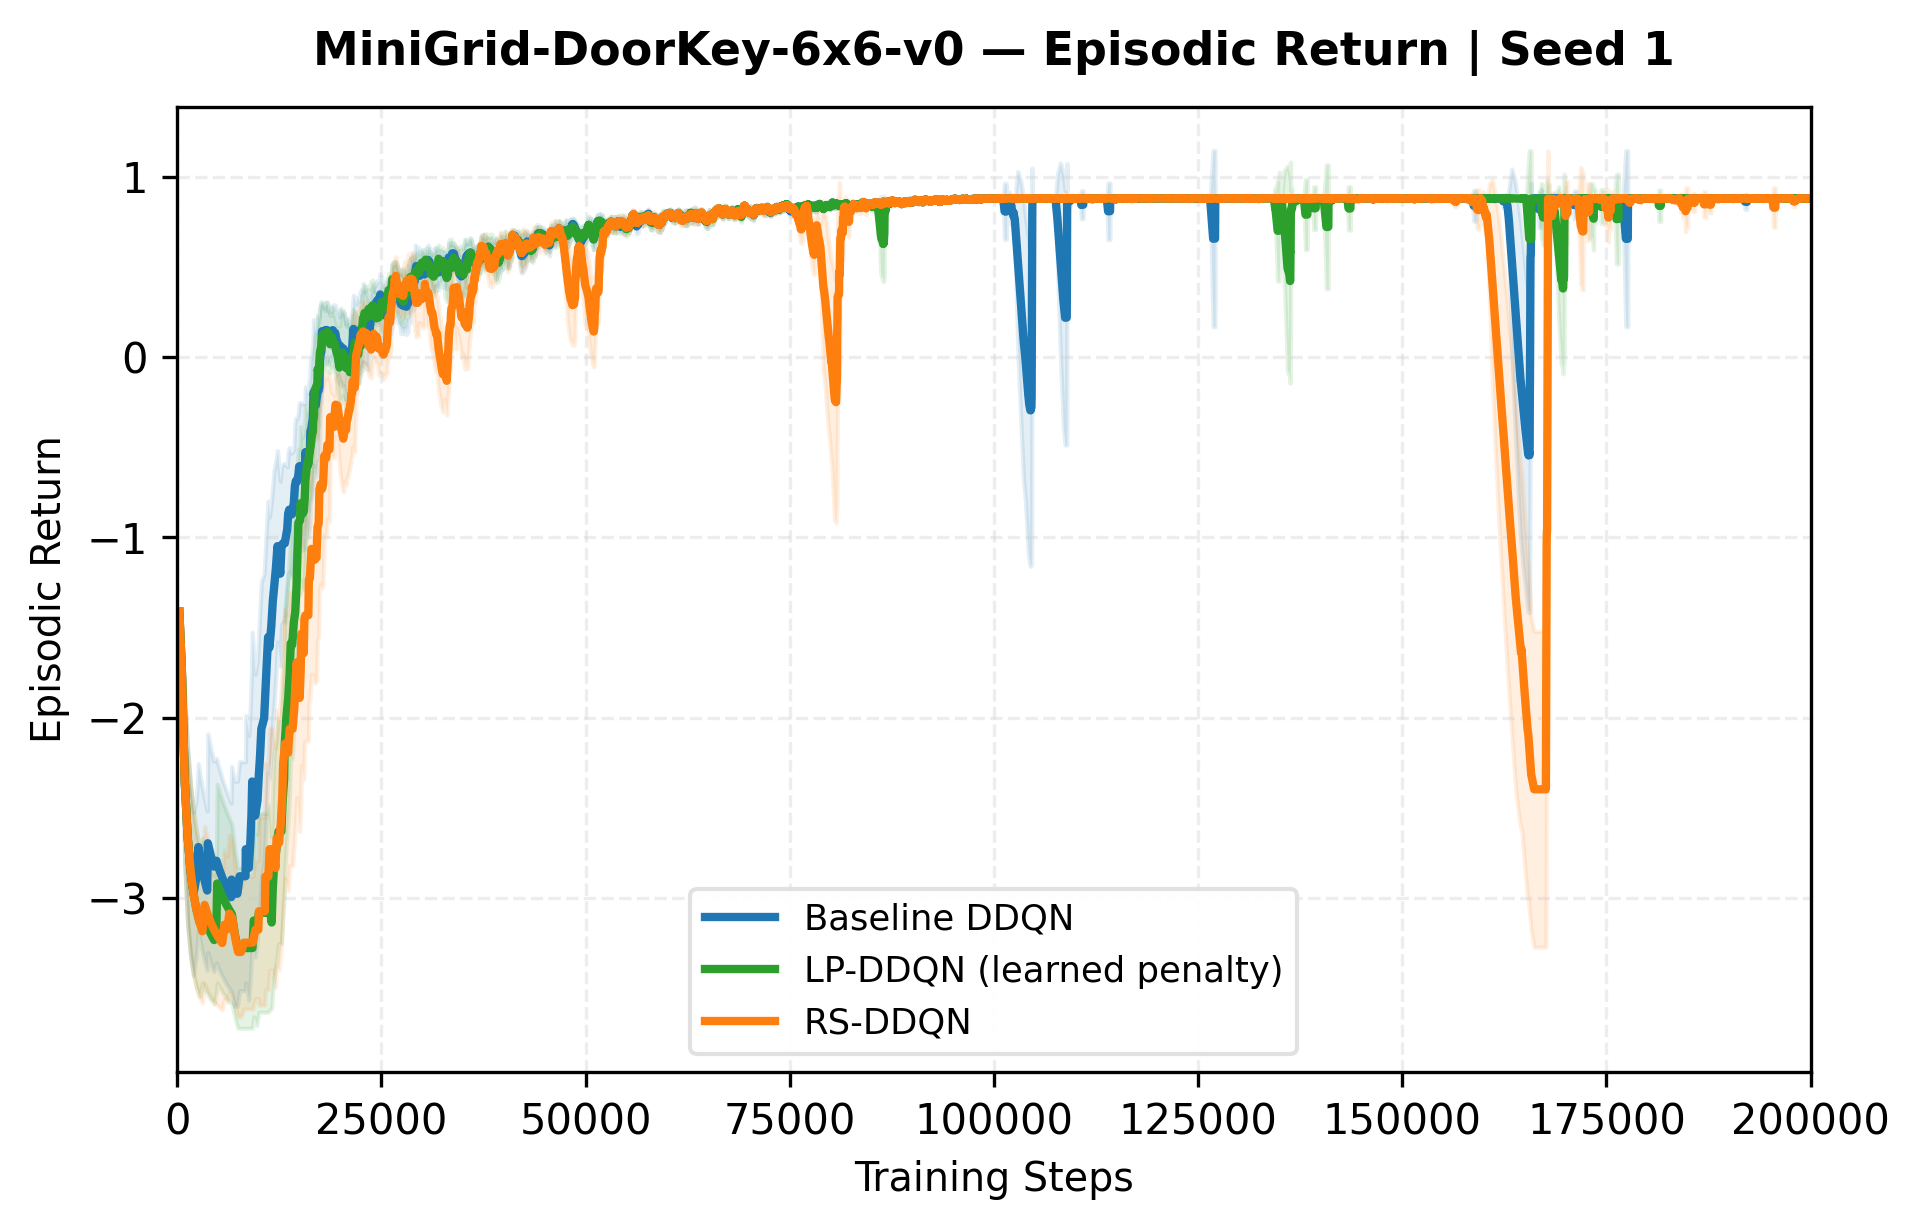 MiniGrid-DoorKey-6x6-v0 — Episodic Return | Seed 1
Episodic Return
1
0
−1
−2
−3
Baseline DDQN
LP-DDQN (learned penalty)
RS-DDQN
0 25000 50000 75000 100000 125000 150000 175000 200000
Training Steps